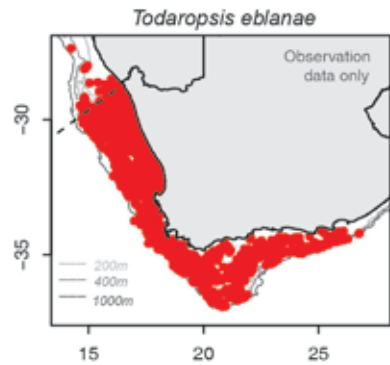 Todaropsis eblanae
Observation
data only
−30
−35
200m
400m
1000m
15 20 25